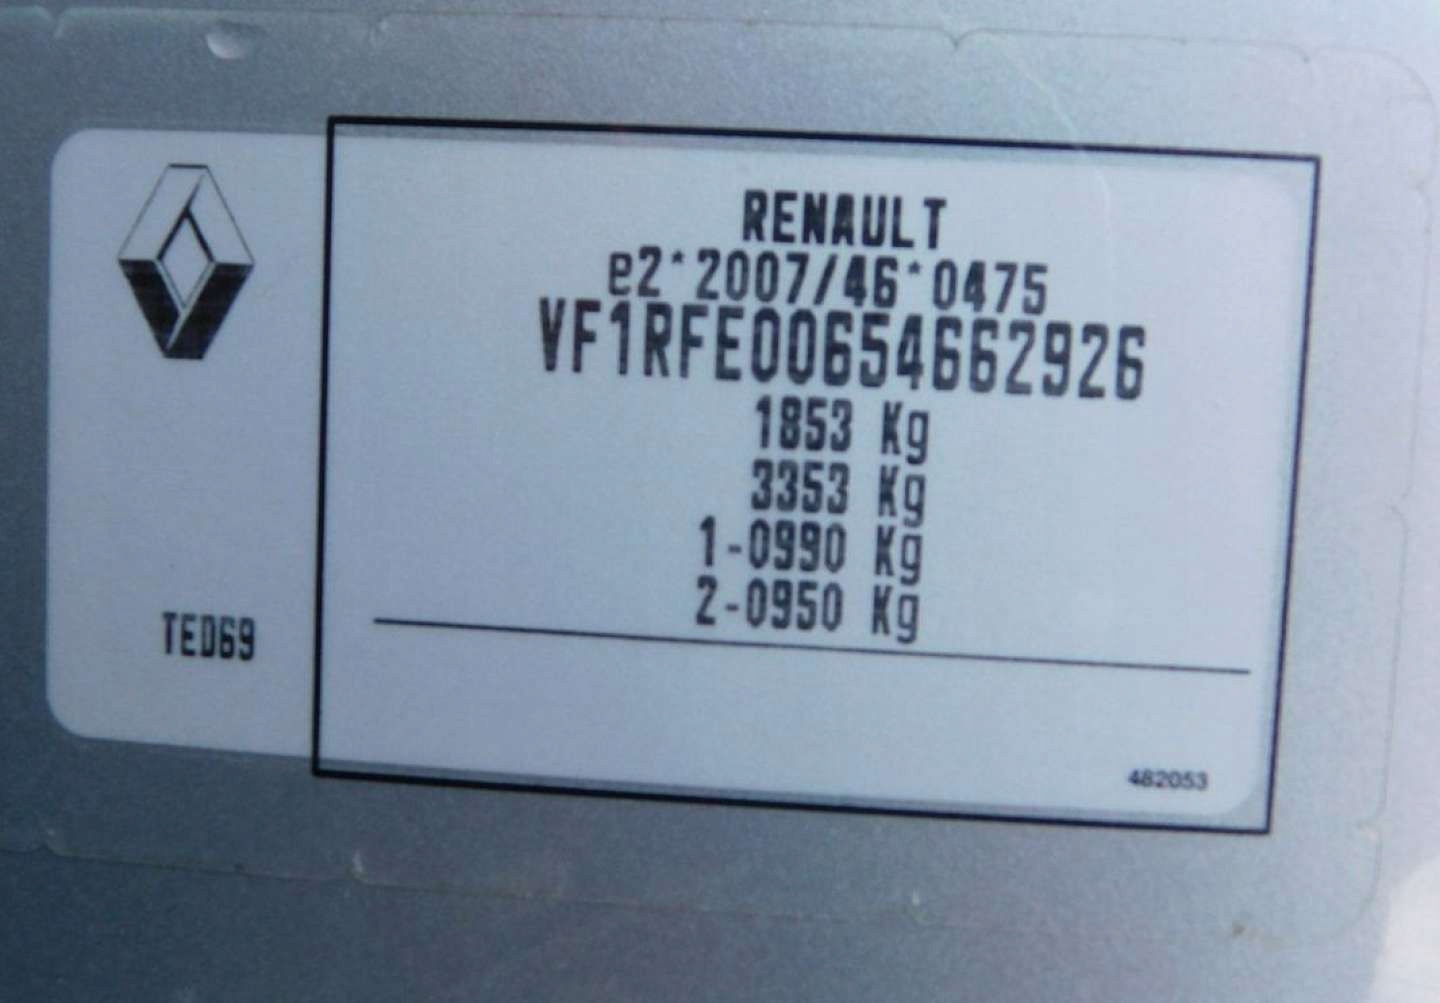 RENAULT
e2*2007/46*0475
VF1RFE00654662926
1853 Kg
3353 Kg
1-0990 Kg
2-0950 Kg
TED69
482053